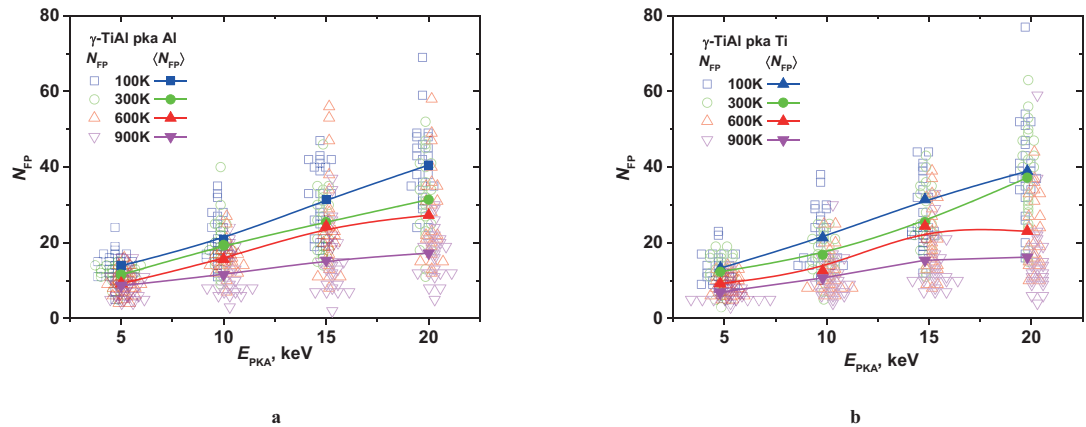 γ-TiAl pka Al
N_FP ⟨N_FP⟩
100K
300K
600K
900K
N_FP
80
60
40
20
0
5 10 15 20
E_PKA, keV
a
γ-TiAl pka Ti
N_FP ⟨N_FP⟩
100K
300K
600K
900K
N_FP
80
60
40
20
0
5 10 15 20
E_PKA, keV
b